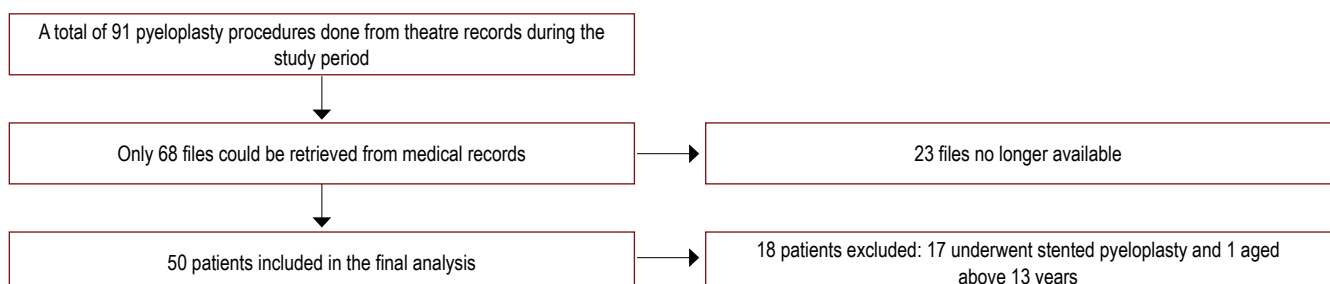 A total of 91 pyeloplasty procedures done from theatre records during the
study period
Only 68 files could be retrieved from medical records
23 files no longer available
50 patients included in the final analysis
18 patients excluded: 17 underwent stented pyeloplasty and 1 aged
above 13 years